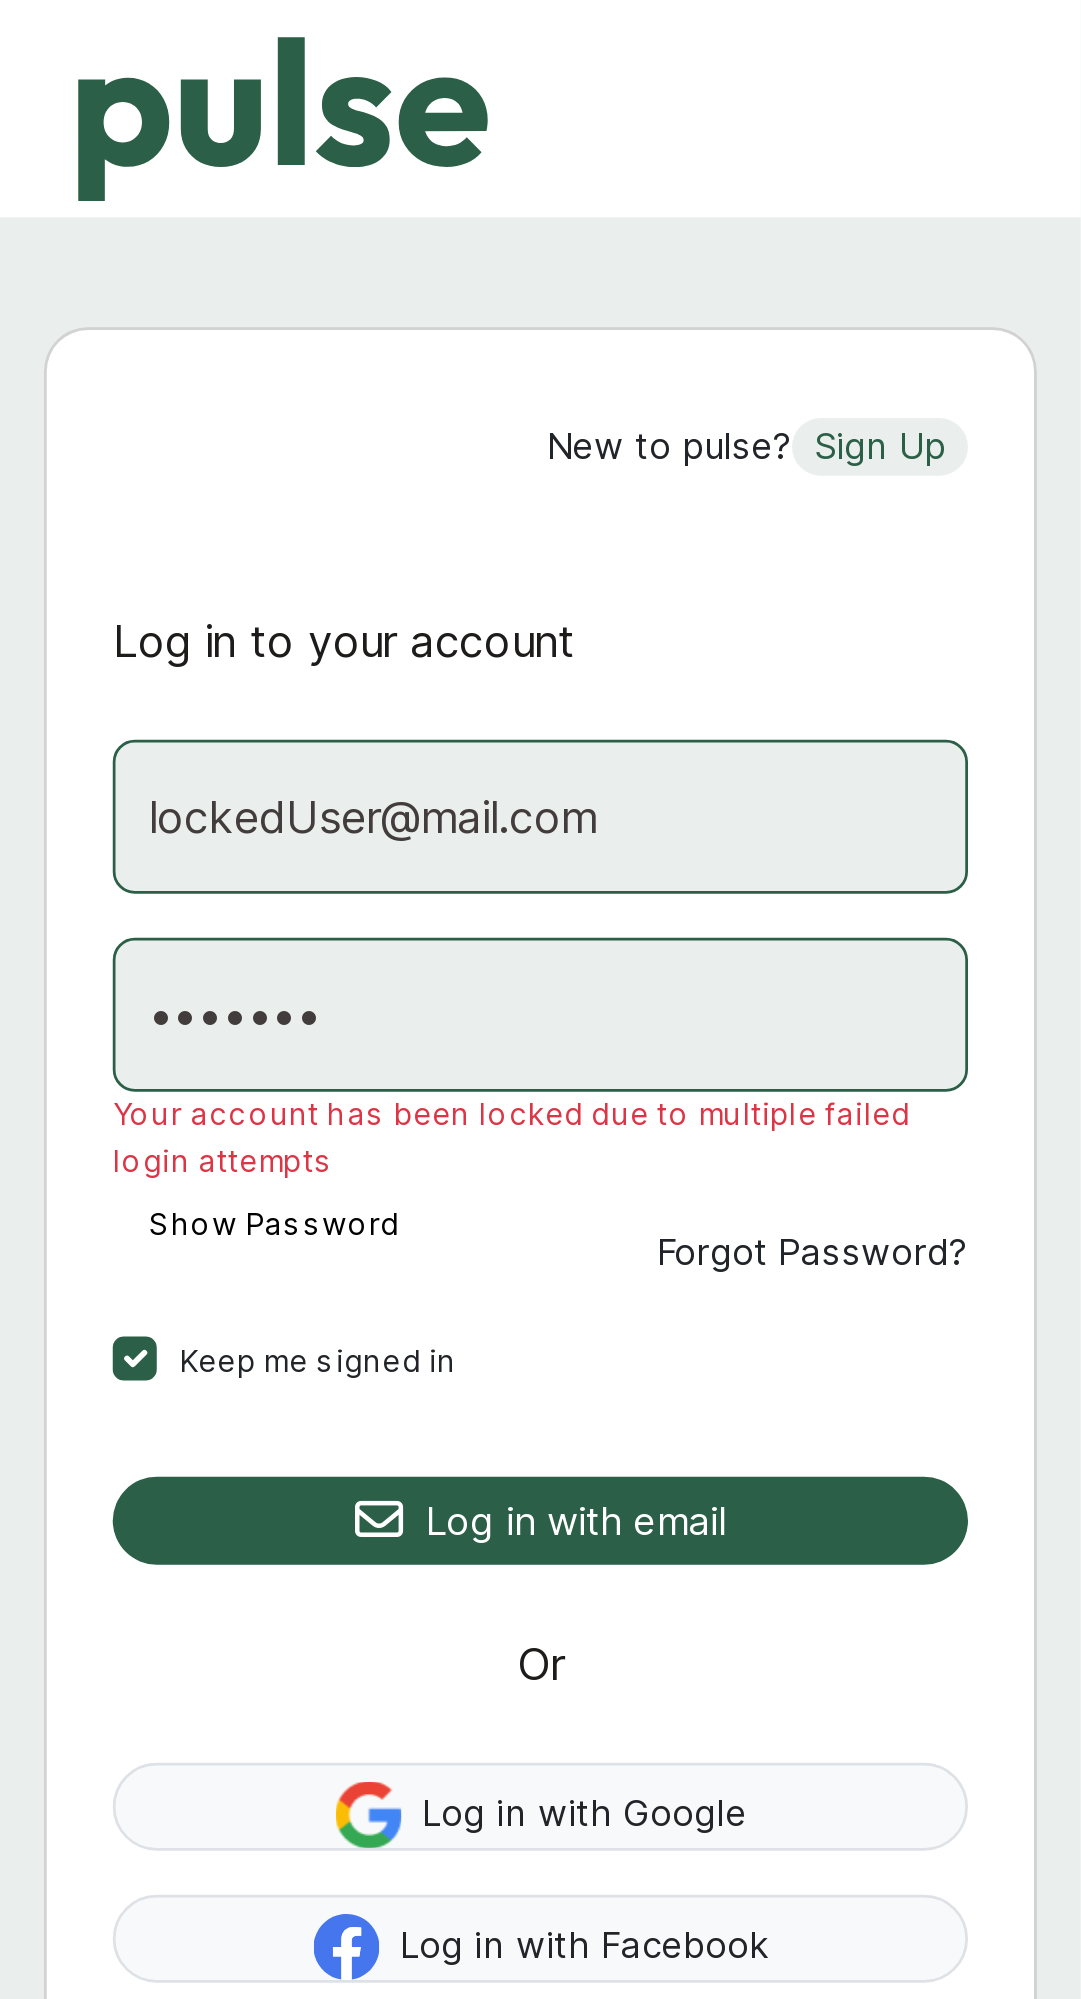 pulse
New to pulse? Sign Up
Log in to your account
lockedUser@mail.com
•••••••
Your account has been locked due to multiple failed
login attempts
Show Password
Forgot Password?
Keep me signed in
Log in with email
Or
Log in with Google
Log in with Facebook